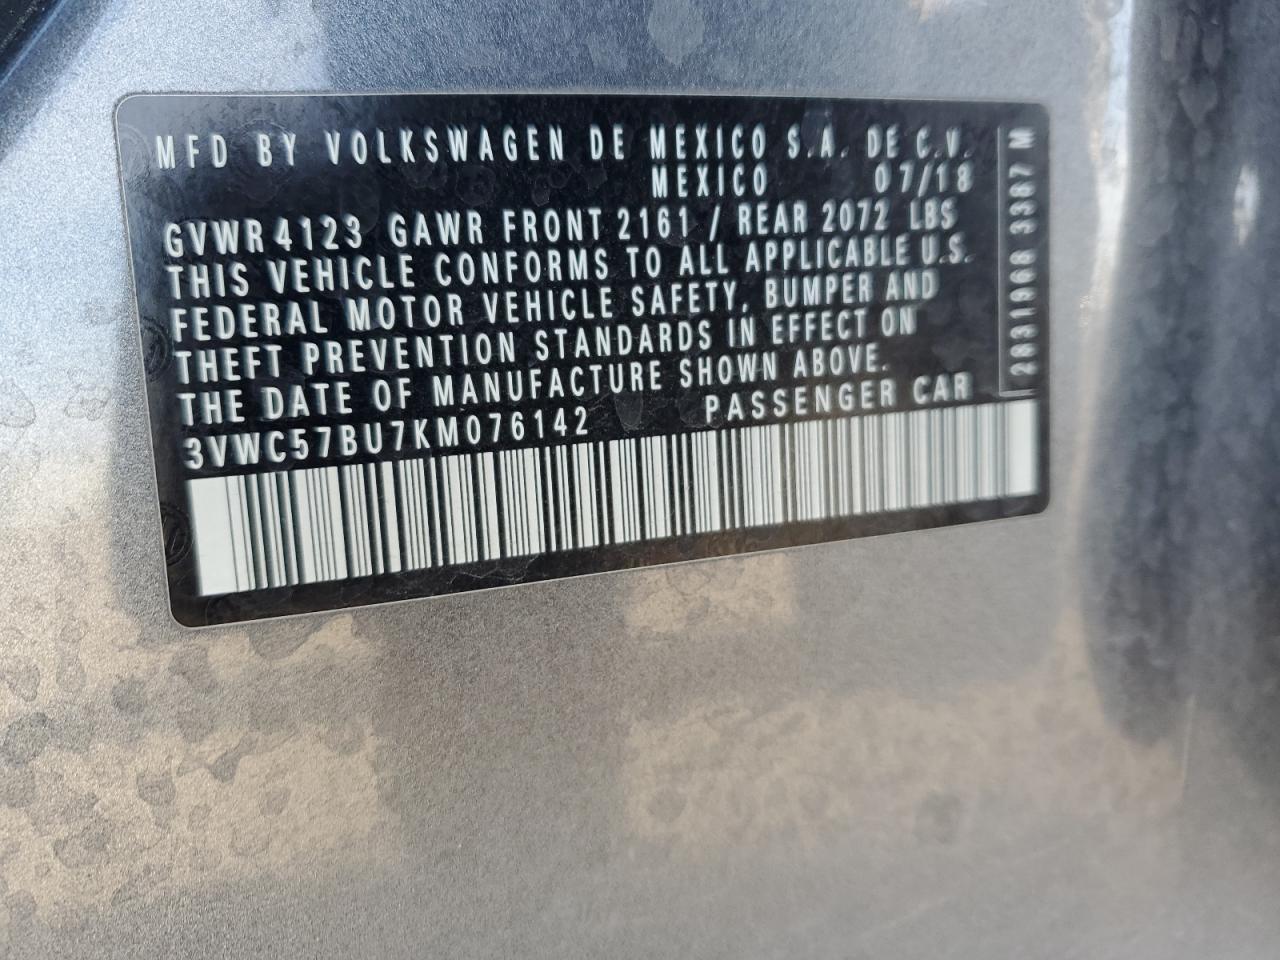 MFD BY VOLKSWAGEN DE MEXICO S.A. DE C.V.
MEXICO 07/18
GVWR 4123 GAWR FRONT 2161 / REAR 2072 LBS
THIS VEHICLE CONFORMS TO ALL APPLICABLE U.S.
FEDERAL MOTOR VEHICLE SAFETY, BUMPER AND
THEFT PREVENTION STANDARDS IN EFFECT ON
THE DATE OF MANUFACTURE SHOWN ABOVE.
3VWC57BU7KM076142 PASSENGER CAR
M